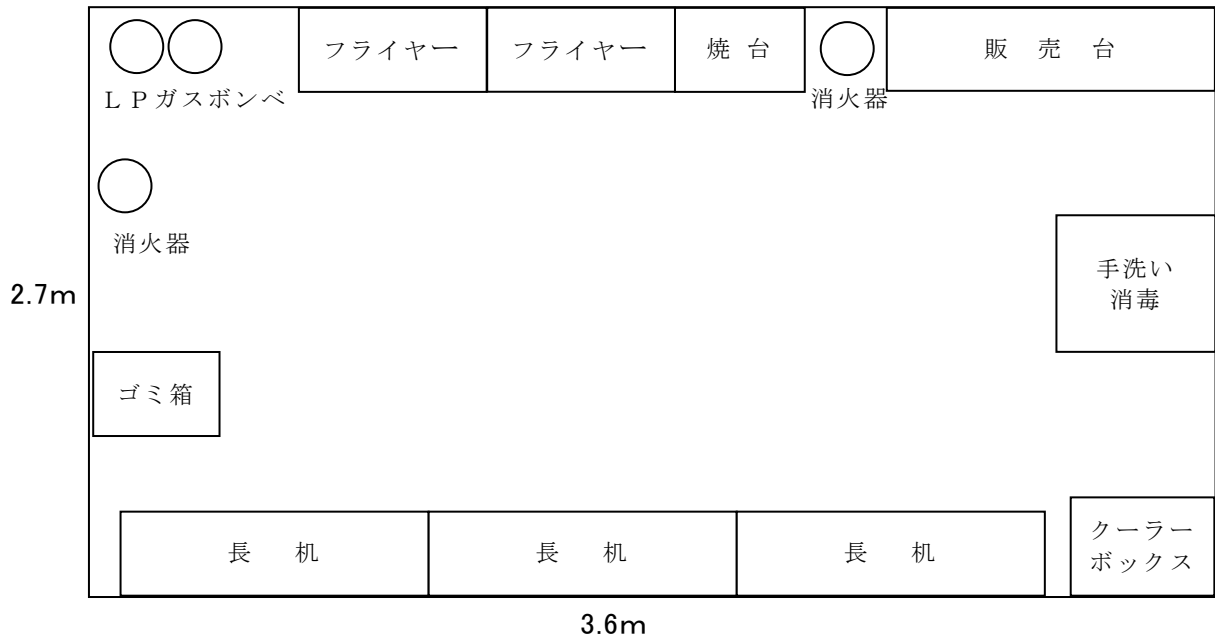 フライヤー
フライヤー
焼 台
販 売 台
LPガスボンベ
消火器
消火器
2.7m
手洗い
消毒
ゴミ箱
長 机
長 机
長 机
クーラー
ボックス
3.6m